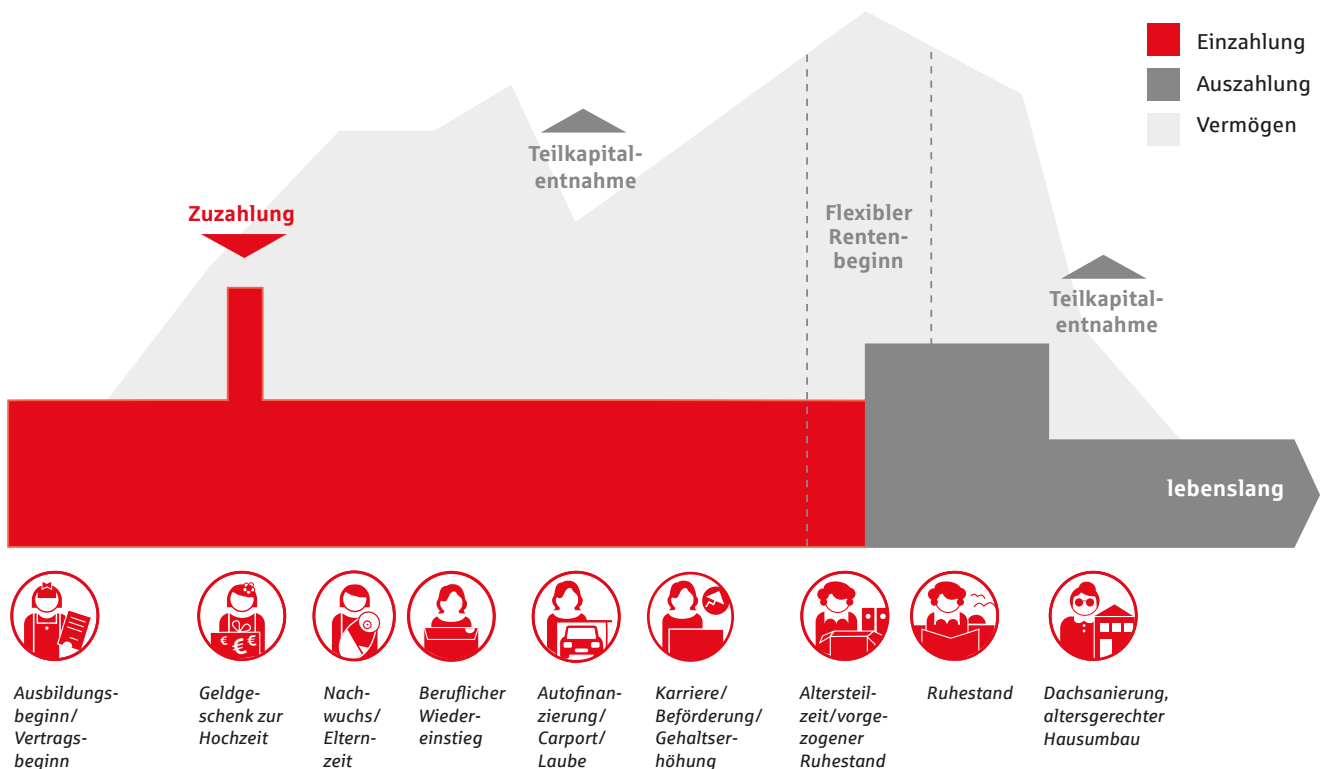 Einzahlung
Auszahlung
Vermögen
Teilkapital-
entnahme
Zuzahlung
Flexibler
Renten-
beginn
Teilkapital-
entnahme
lebenslang
€ € €
Ausbildungs-
beginn/
Vertrags-
beginn
Geldge-
schenk zur
Hochzeit
Nach-
wuchs/
Eltern-
zeit
Beruflicher
Wieder-
einstieg
Autofinan-
zierung/
Carport/
Laube
Karriere/
Beförderung/
Gehaltser-
höhung
Altersteil-
zeit/vorge-
zogener
Ruhestand
Ruhestand
Dachsanierung,
altersgerechter
Hausumbau